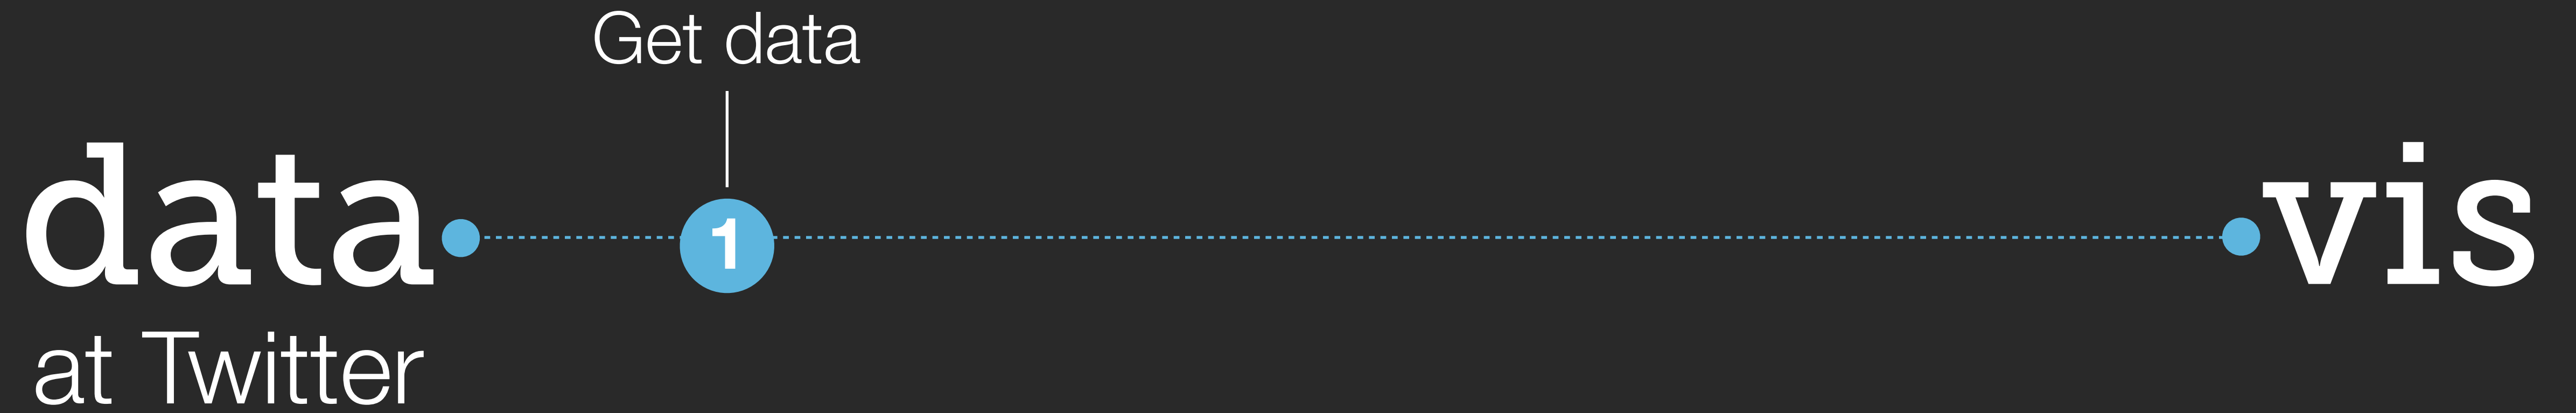 Get data
data
1
vis
at Twitter